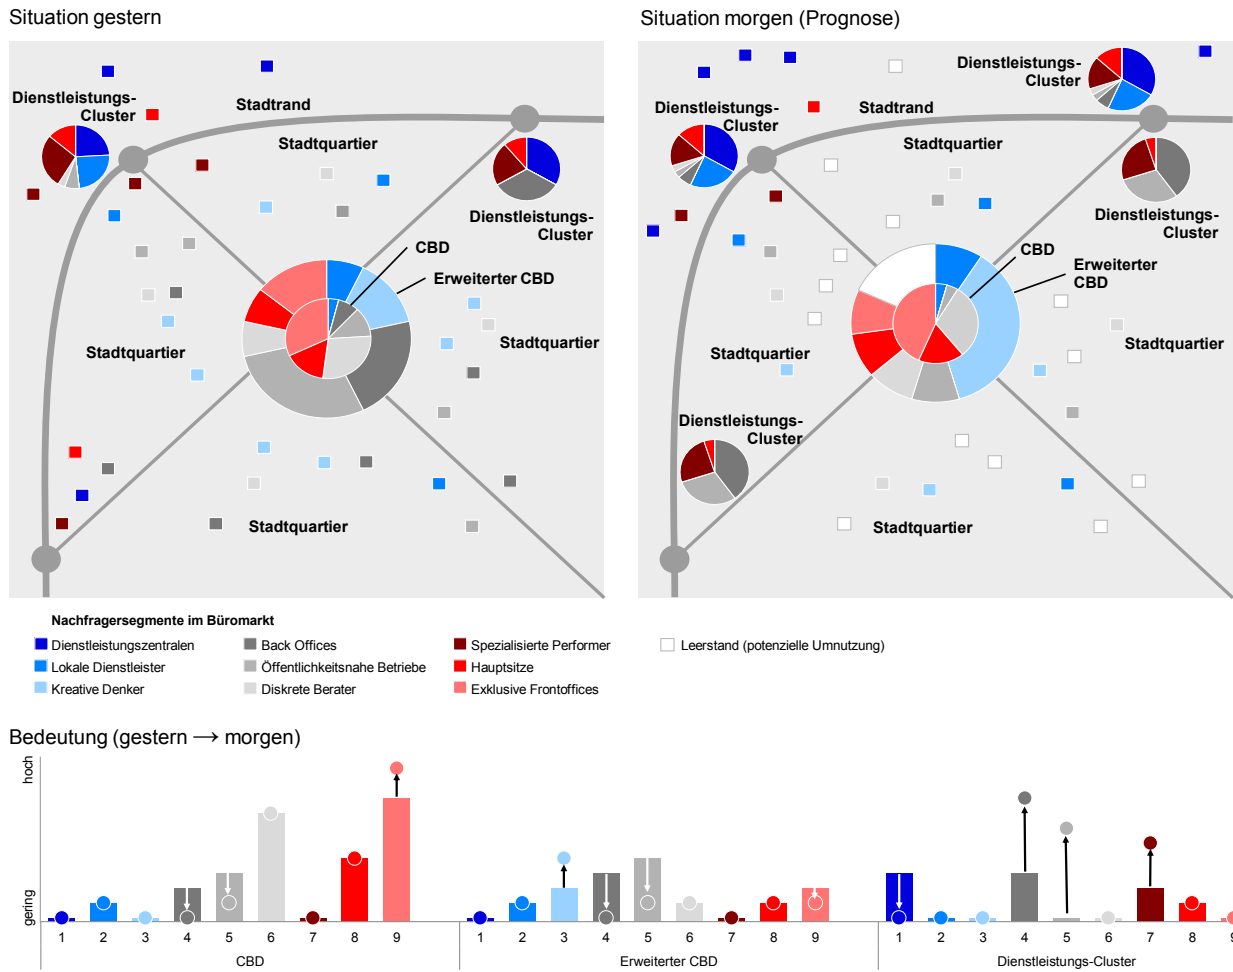 Situation gestern
Situation morgen (Prognose)
Dienstleistungs-
Cluster
Stadtrand
Stadtquartier
Dienstleistungs-
Cluster
CBD
Erweiterter CBD
Stadtquartier
Stadtquartier
Stadtquartier
Dienstleistungs-
Cluster
Dienstleistungs-
Cluster
Stadtrand
Stadtquartier
Dienstleistungs-
Cluster
CBD
Erweiterter
CBD
Stadtquartier
Stadtquartier
Dienstleistungs-
Cluster
Stadtquartier
Nachfragersegmente im Büromarkt
Dienstleistungszentralen
Back Offices
Spezialisierte Performer
Leerstand (potenzielle Umnutzung)
Lokale Dienstleister
Öffentlichkeitsnahe Betriebe
Hauptsitze
Kreative Denker
Diskrete Berater
Exklusive Frontoffices
Bedeutung (gestern → morgen)
hoch
gering
1 2 3 4 5 6 7 8 9
1 2 3 4 5 6 7 8 9
1 2 3 4 5 6 7 8 9
CBD
Erweiterter CBD
Dienstleistungs-Cluster